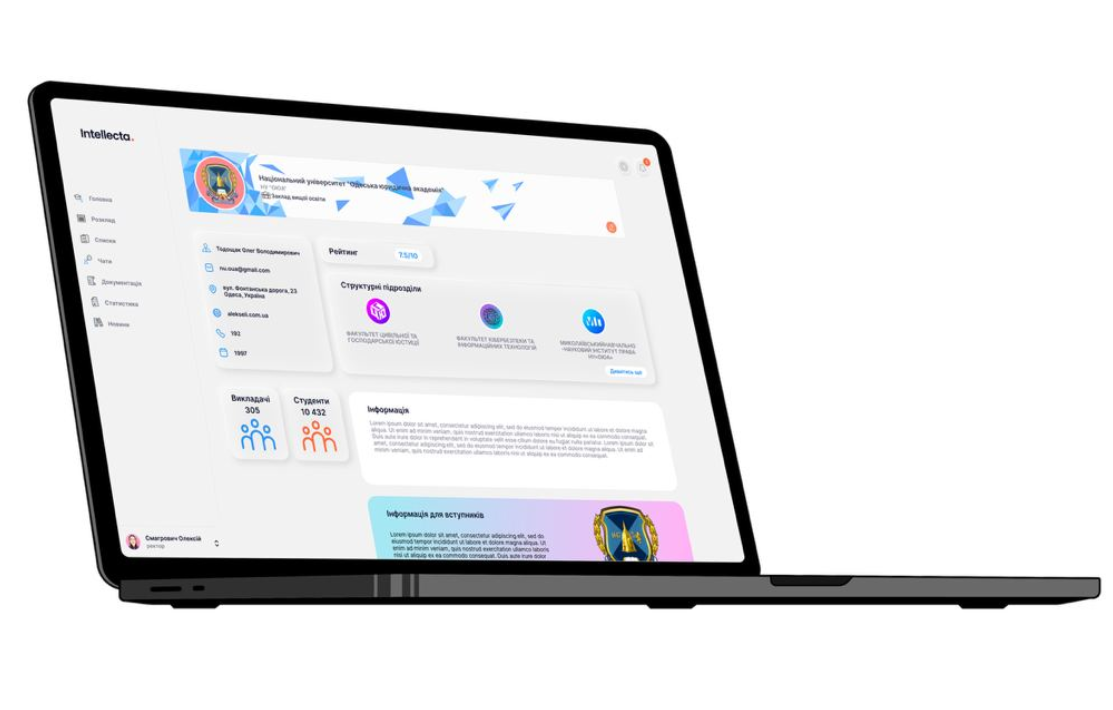 Intellecta.
Головна
Розклад
Списки
Чати
Документація
Статистика
Новини
Смагрович Олексій
ректор
Національний університет "Одеська юридична академія"
НУ "ОЮА"
Заклад вищої освіти
Тодощак Олег Володимирович
nu.oua@gmail.com
вул. Фонтанська дорога, 23
Одеса, Україна
alekseii.com.ua
192
1997
Рейтинг
7.5/10
Структурні підрозділи
ФАКУЛЬТЕТ ЦИВІЛЬНОЇ ТА
ГОСПОДАРСЬКОЇ ЮСТИЦІЇ
ФАКУЛЬТЕТ КІБЕРБЕЗПЕКИ ТА
ІНФОРМАЦІЙНИХ ТЕХНОЛОГІЙ
МИКОЛАЇВСЬКИЙ НАВЧАЛЬНО
-НАУКОВИЙ ІНСТИТУТ ПРАВА
НУ«ОЮА»
Дивитись ще
Викладачі
305
Студенти
10 432
Інформація
Lorem ipsum dolor sit amet, consectetur adipiscing elit, sed do eiusmod tempor incididunt ut labore et dolore magna
aliqua. Ut enim ad minim veniam, quis nostrud exercitation ullamco laboris nisi ut aliquip ex ea commodo consequat.
Duis aute irure dolor in reprehenderit in voluptate velit esse cillum dolore eu fugiat nulla pariatur. Lorem ipsum dolor sit
amet, consectetur adipiscing elit, sed do eiusmod tempor incididunt ut labore et dolore magna aliqua. Ut enim ad
minim veniam, quis nostrud exercitation ullamco laboris nisi ut aliquip ex ea commodo consequat.
Інформація для вступників
Lorem ipsum dolor sit amet, consectetur adipiscing elit, sed do
eiusmod tempor incididunt ut labore et dolore magna aliqua. Ut
enim ad minim veniam, quis nostrud exercitation ullamco laboris
nisi ut aliquip ex ea commodo consequat. Duis aute irure dolor